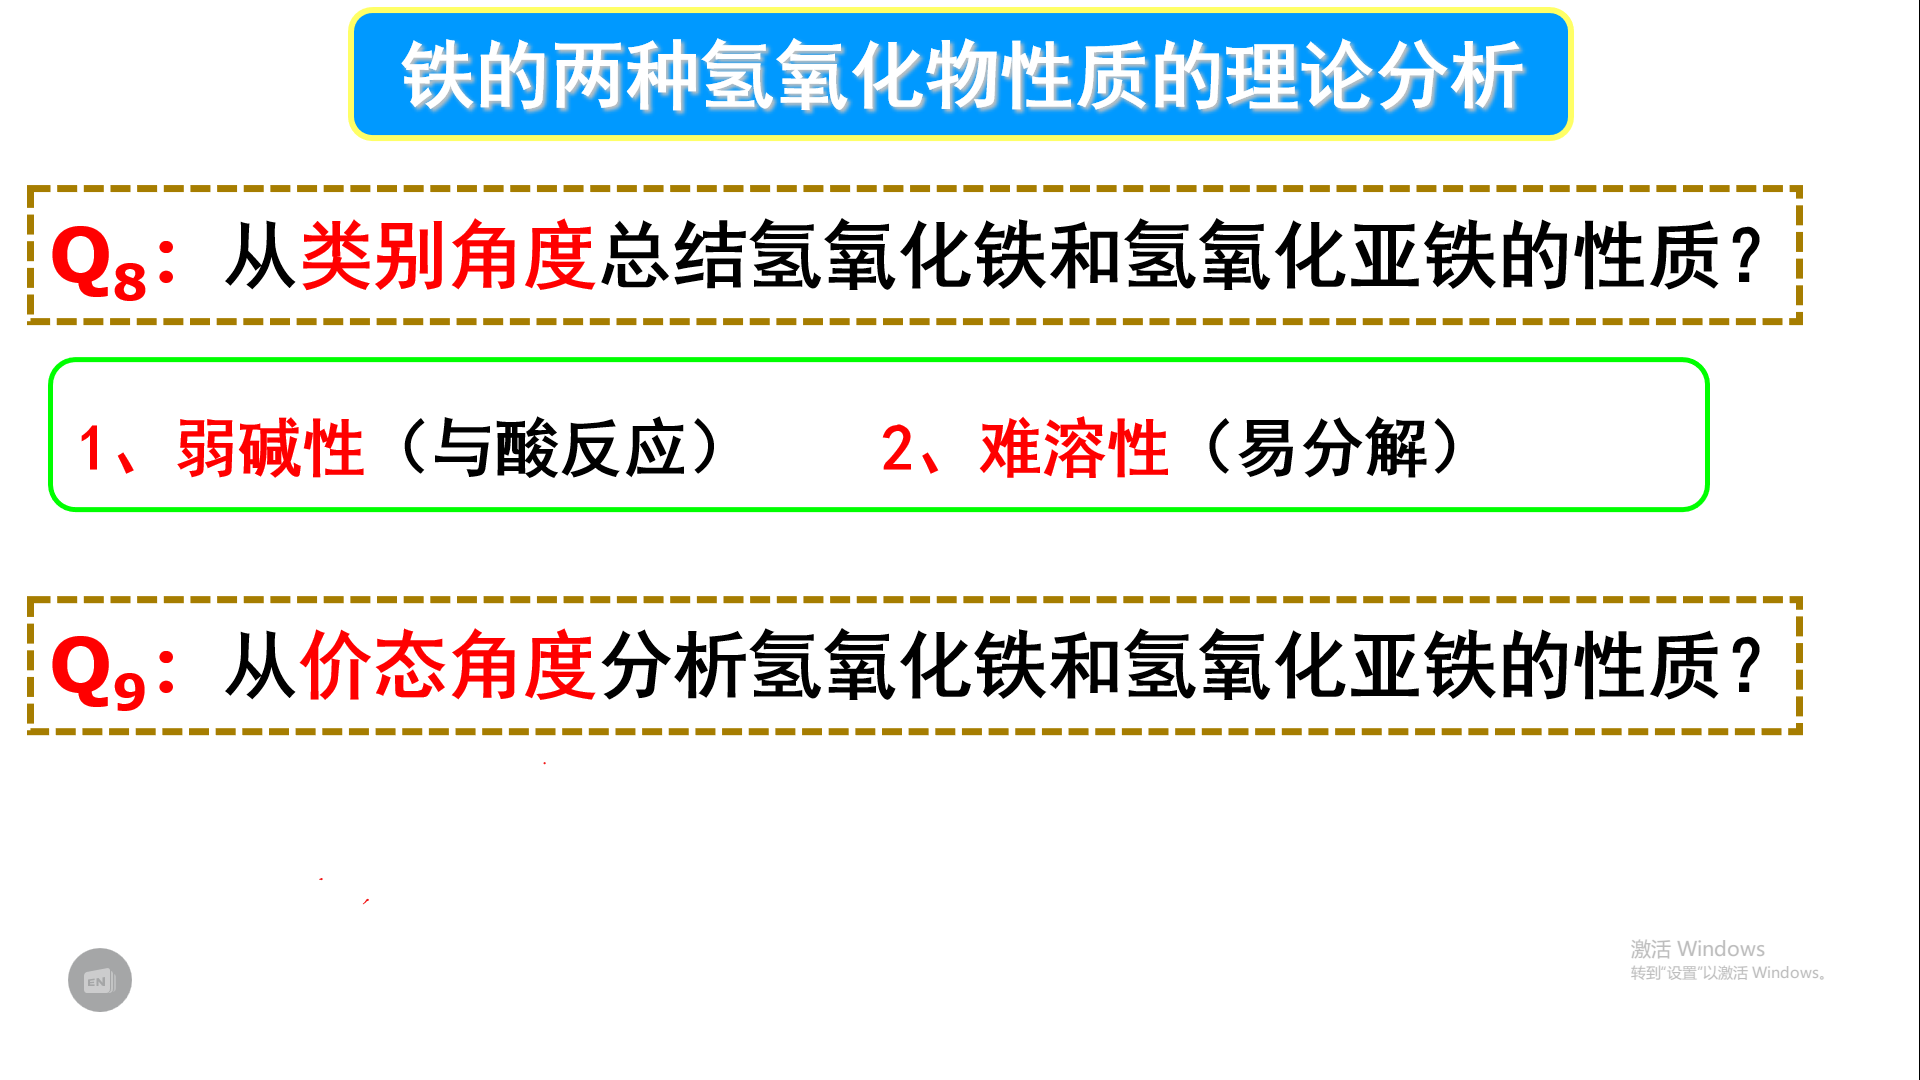 铁的两种氢氧化物性质的理论分析
Q8：从类别角度总结氢氧化铁和氢氧化亚铁的性质？
1、弱碱性（与酸反应） 2、难溶性（易分解）
Q9：从价态角度分析氢氧化铁和氢氧化亚铁的性质？
EN
激活 Windows
转到“设置”以激活 Windows。